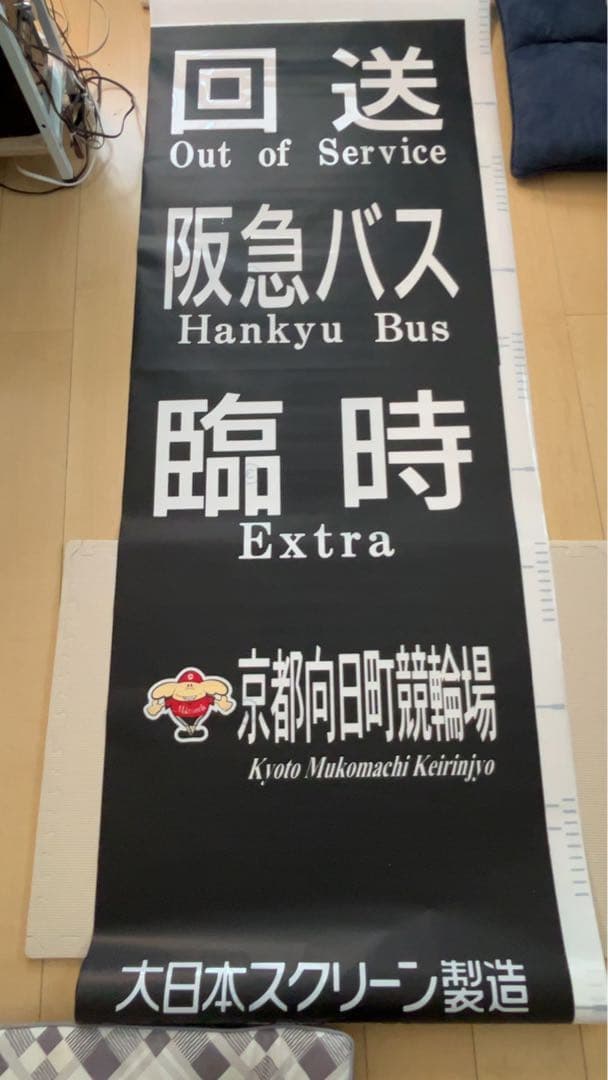 回送
Out of Service
阪急バス
Hankyu Bus
臨時
Extra
京都向日町競輪場
Kyoto Mukomachi Keirinjyo
大日本スクリーン製造